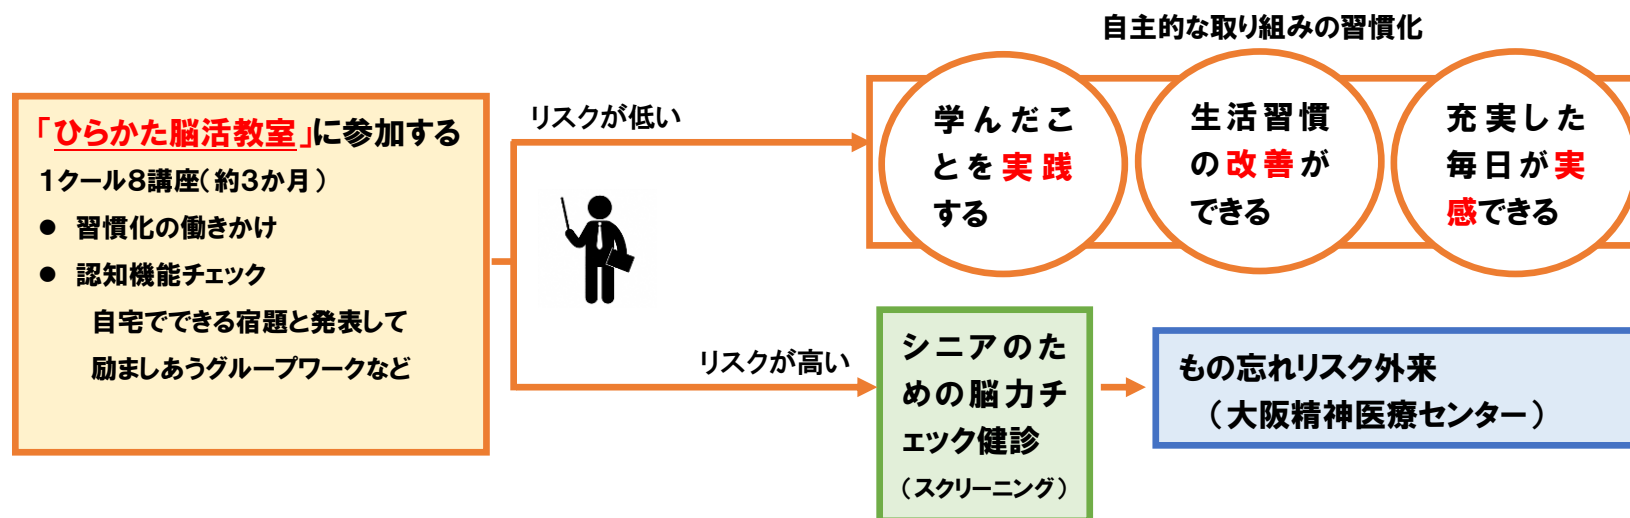 自主的な取り組みの習慣化
「ひらかた脳活教室」に参加する
1クール8講座(約3か月)
● 習慣化の働きかけ
● 認知機能チェック
自宅でできる宿題と発表して
励ましあうグループワークなど
リスクが低い
学んだこ
とを実践
する
生活習慣
の改善が
できる
充実した
毎日が実
感できる
リスクが高い
シニアのた
めの脳力チ
ェック健診
(スクリーニング)
もの忘れリスク外来
(大阪精神医療センター)